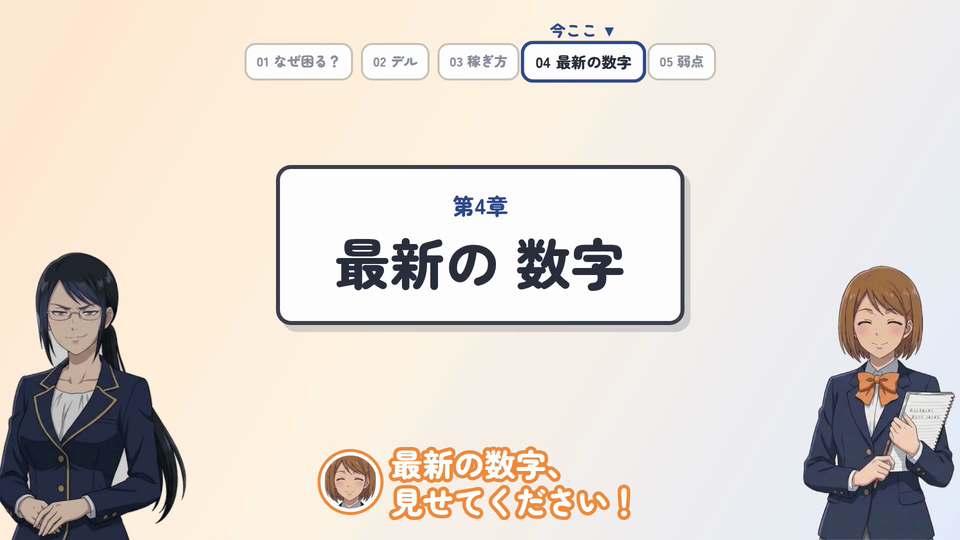 今ここ ▼
01 なぜ困る？
02 デル
03 稼ぎ方
04 最新の数字
05 弱点
第4章
最新の 数字
最新の数字、
見せてください！